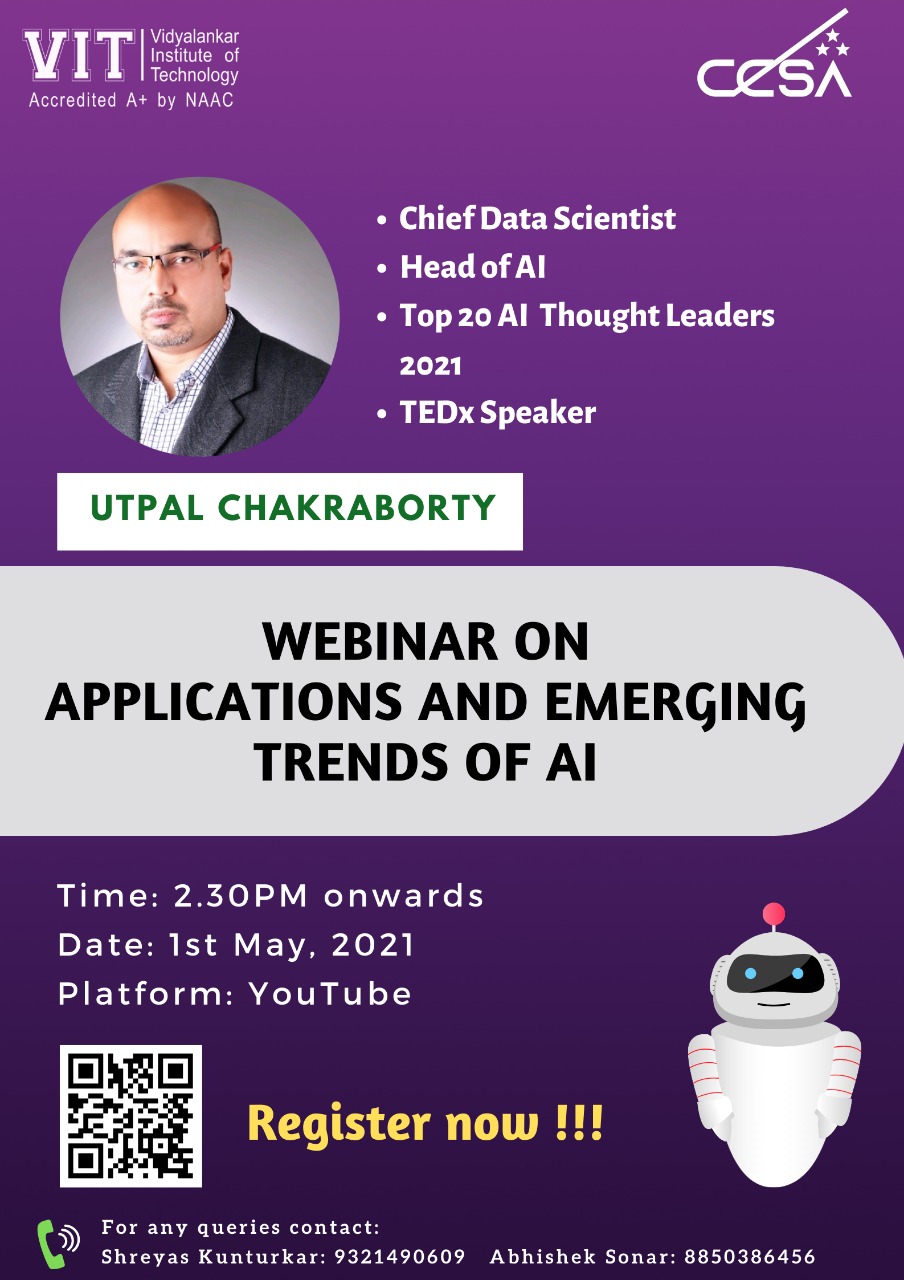 VIT
Vidyalankar
Institute of
Technology
Accredited A+ by NAAC
CESA
• Chief Data Scientist
• Head of AI
• Top 20 AI Thought Leaders
2021
• TEDx Speaker
UTPAL CHAKRABORTY
WEBINAR ON
APPLICATIONS AND EMERGING
TRENDS OF AI
Time: 2.30PM onwards
Date: 1st May, 2021
Platform: YouTube
Register now !!!
For any queries contact:
Shreyas Kunturkar: 9321490609 Abhishek Sonar: 8850386456